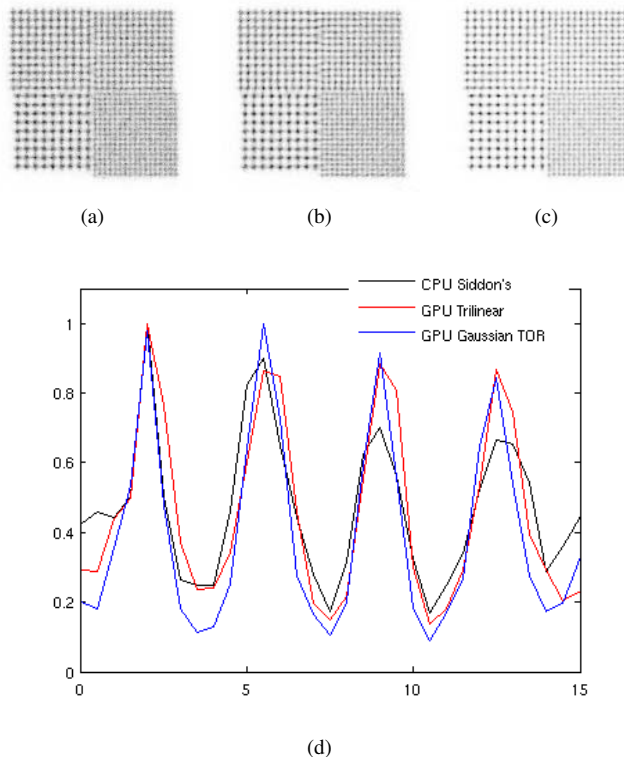 (a)
(b)
(c)
CPU Siddon's
GPU Trilinear
GPU Gaussian TOR
1
0.8
0.6
0.4
0.2
0
0
5
10
15
(d)